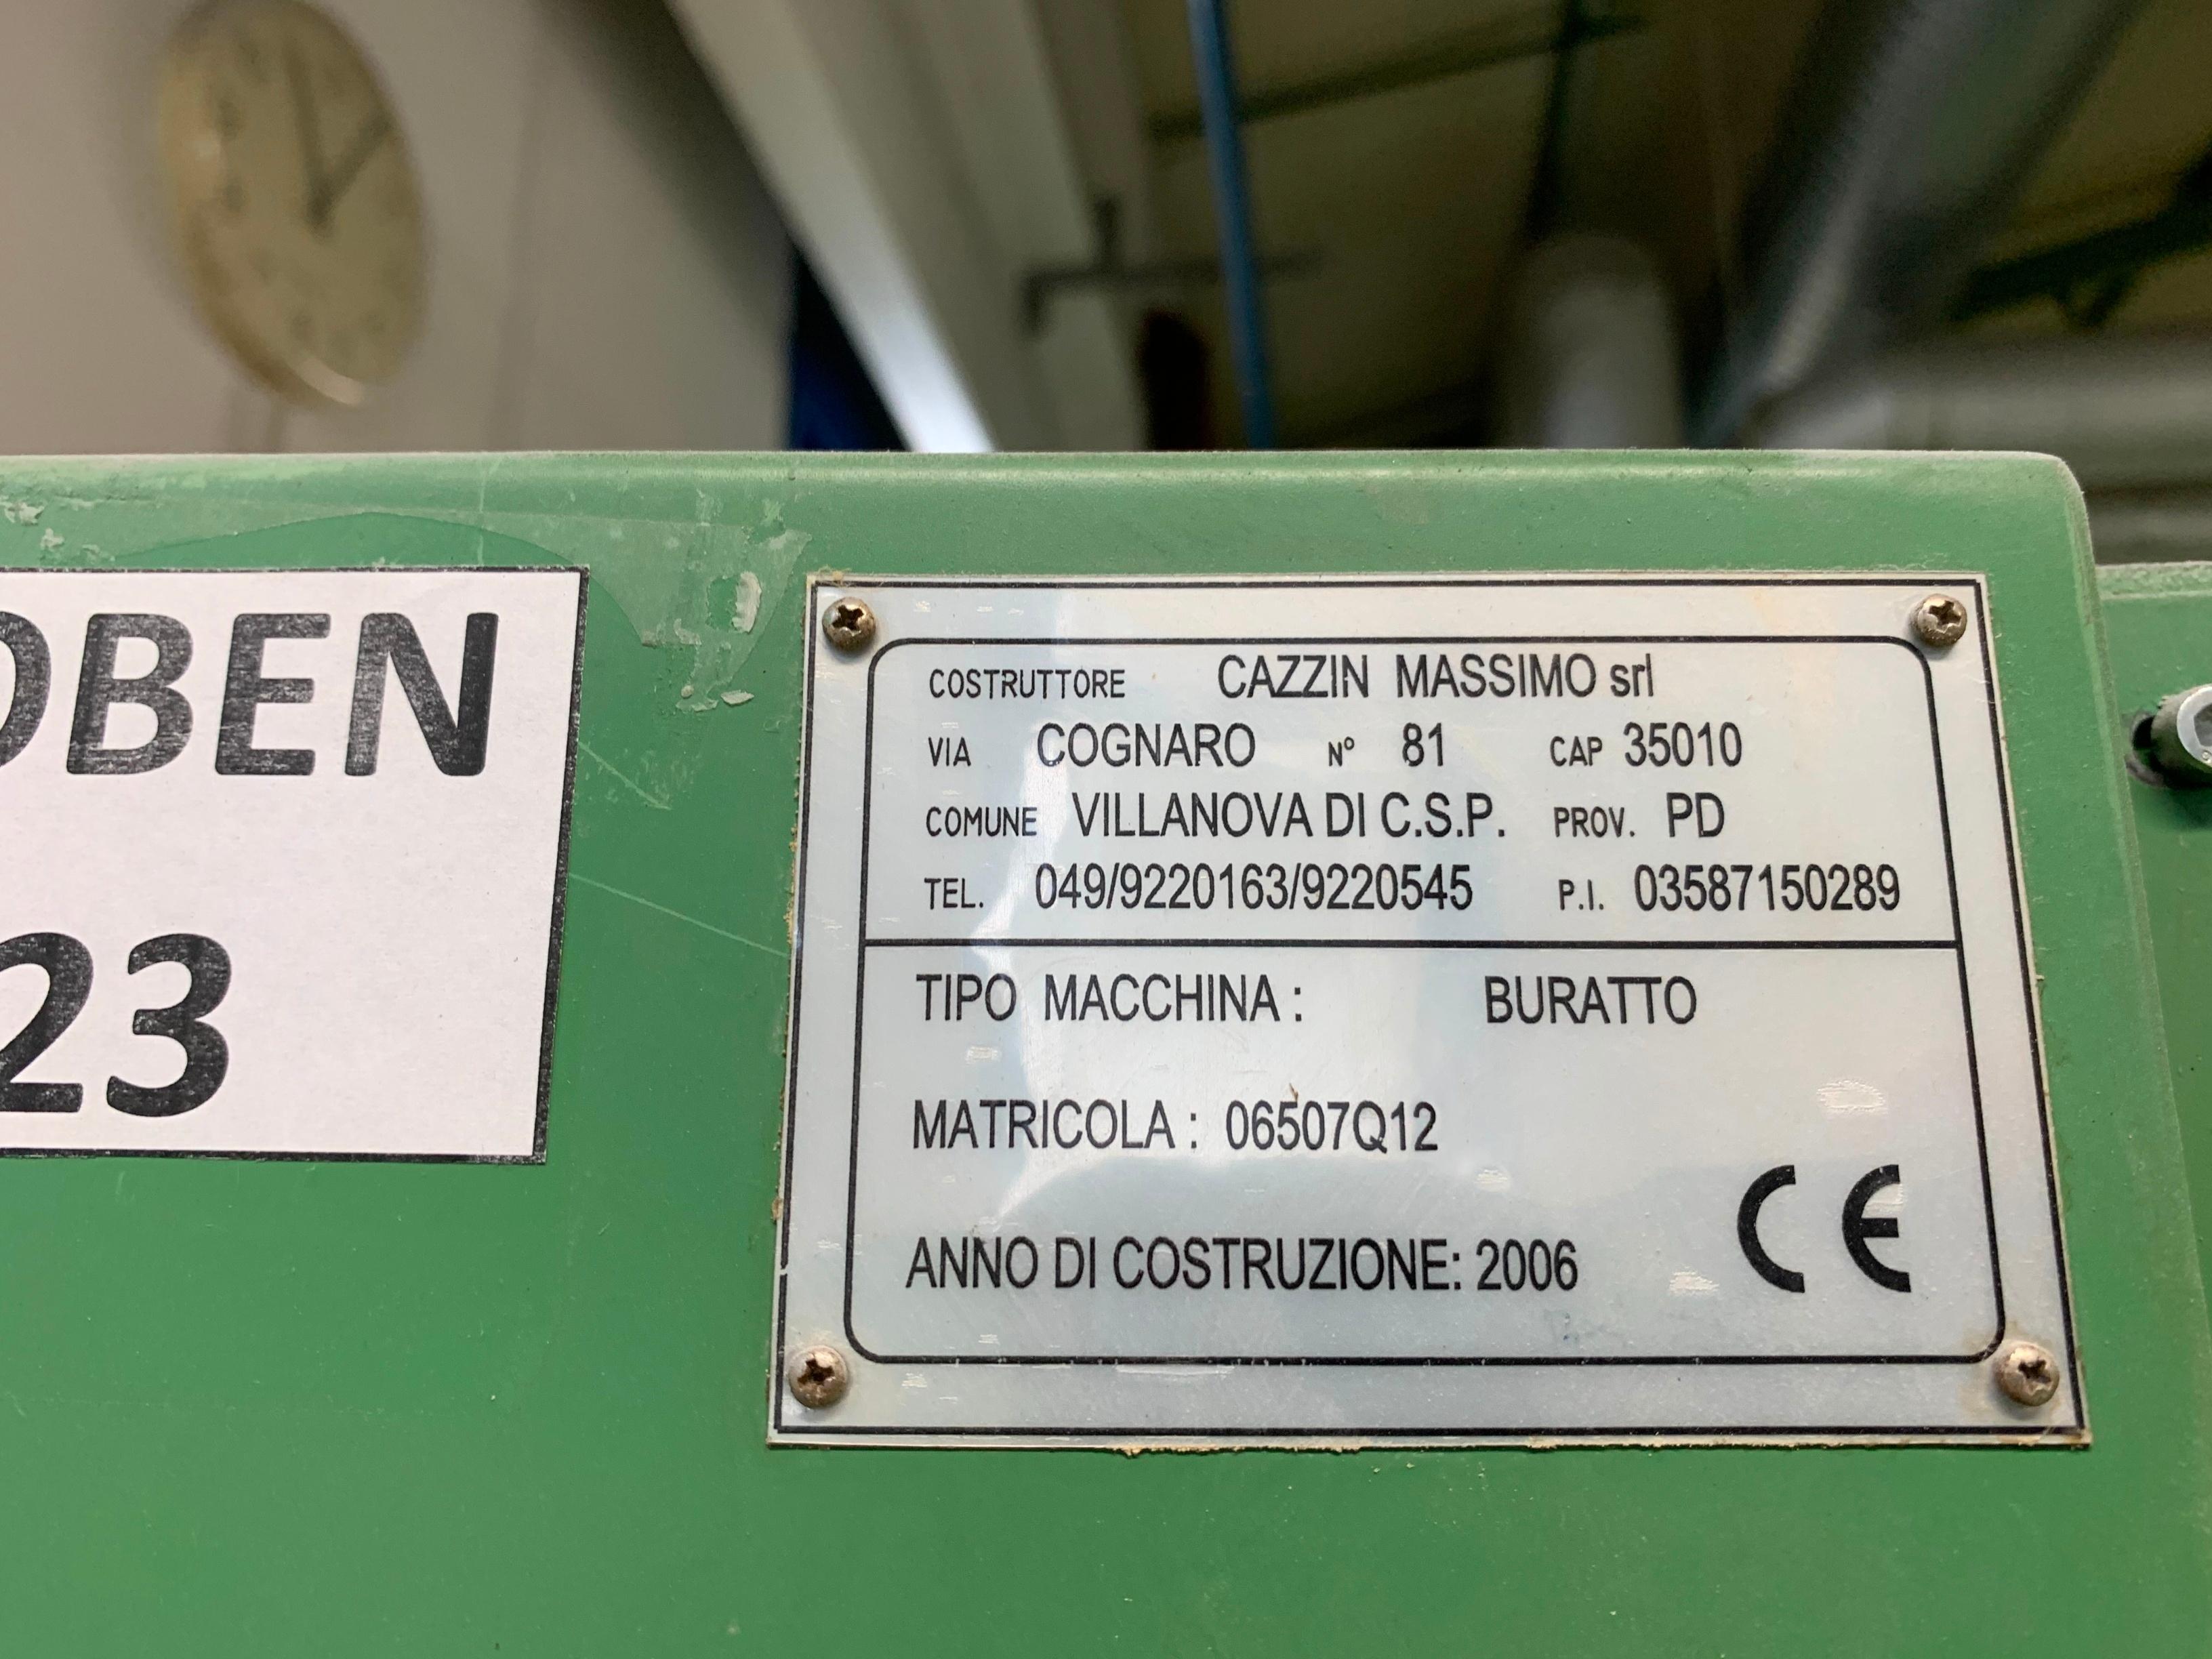 OBEN
23
COSTRUTTORE CAZZIN MASSIMO srl
VIA COGNARO N° 81 CAP 35010
COMUNE VILLANOVA DI C.S.P. PROV. PD
TEL. 049/9220163/9220545 P.I. 03587150289
TIPO MACCHINA : BURATTO
MATRICOLA : 06507Q12
ANNO DI COSTRUZIONE: 2006
CE